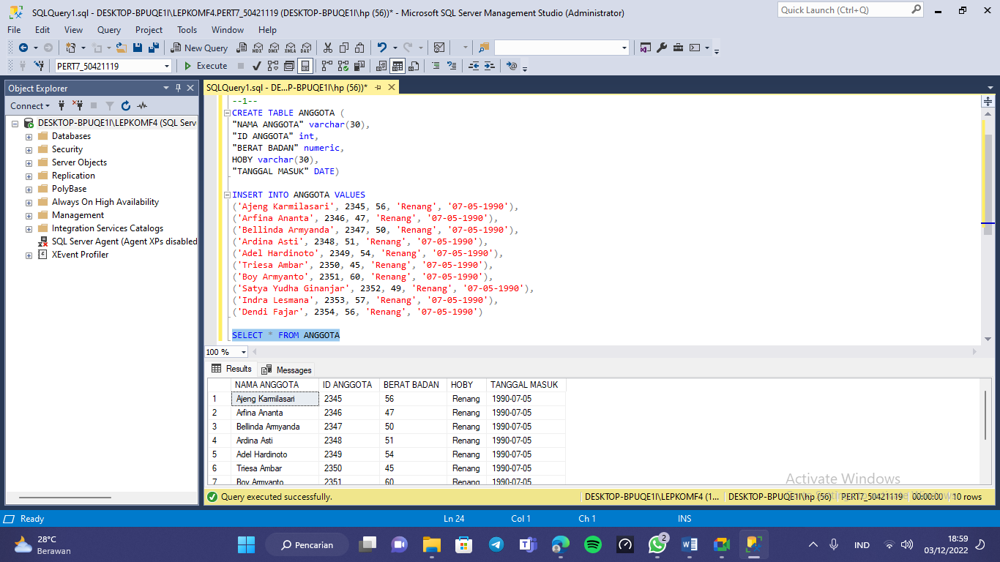 SQLQuery1.sql - DESKTOP-BPUQE1I\LEPKOMF4.PERT7_50421119 (DESKTOP-BPUQE1I\hp (56))* - Microsoft SQL Server Management Studio (Administrator)
Quick Launch (Ctrl+Q)
File Edit View Query Project Tools Window Help
New Query
MDX DMX XMLA DAX
PERT7_50421119
Execute
Object Explorer
Connect
DESKTOP-BPUQE1I\LEPKOMF4 (SQL Serv
Databases
Security
Server Objects
Replication
PolyBase
Always On High Availability
Management
Integration Services Catalogs
SQL Server Agent (Agent XPs disabled
XEvent Profiler
SQLQuery1.sql - DE...P-BPUQE1I\hp (56))*
--1--
CREATE TABLE ANGGOTA (
"NAMA ANGGOTA" varchar(30),
"ID ANGGOTA" int,
"BERAT BADAN" numeric,
HOBY varchar(30),
"TANGGAL MASUK" DATE)
INSERT INTO ANGGOTA VALUES
('Ajeng Karmilasari', 2345, 56, 'Renang', '07-05-1990'),
('Arfina Ananta', 2346, 47, 'Renang', '07-05-1990'),
('Bellinda Armyanda', 2347, 50, 'Renang', '07-05-1990'),
('Ardina Asti', 2348, 51, 'Renang', '07-05-1990'),
('Adel Hardinoto', 2349, 54, 'Renang', '07-05-1990'),
('Triesa Ambar', 2350, 45, 'Renang', '07-05-1990'),
('Boy Armyanto', 2351, 60, 'Renang', '07-05-1990'),
('Satya Yudha Ginanjar', 2352, 49, 'Renang', '07-05-1990'),
('Indra Lesmana', 2353, 57, 'Renang', '07-05-1990'),
('Dendi Fajar', 2354, 56, 'Renang', '07-05-1990')
SELECT * FROM ANGGOTA
100 %
Results Messages
NAMA ANGGOTA ID ANGGOTA BERAT BADAN HOBY TANGGAL MASUK
1 Ajeng Karmilasari 2345 56 Renang 1990-07-05
2 Arfina Ananta 2346 47 Renang 1990-07-05
3 Bellinda Armyanda 2347 50 Renang 1990-07-05
4 Ardina Asti 2348 51 Renang 1990-07-05
5 Adel Hardinoto 2349 54 Renang 1990-07-05
6 Triesa Ambar 2350 45 Renang 1990-07-05
7 Boy Armyanto 2351 60 Renang 1990-07-05
Activate Windows
Query executed successfully.
DESKTOP-BPUQE1I\LEPKOMF4 (1... DESKTOP-BPUQE1I\hp (56) PERT7_50421119 00:00:00 10 rows
Ready
Ln 24 Col 1 Ch 1 INS
28°C
Berawan
Pencarian
2
IND
18:59
03/12/2022